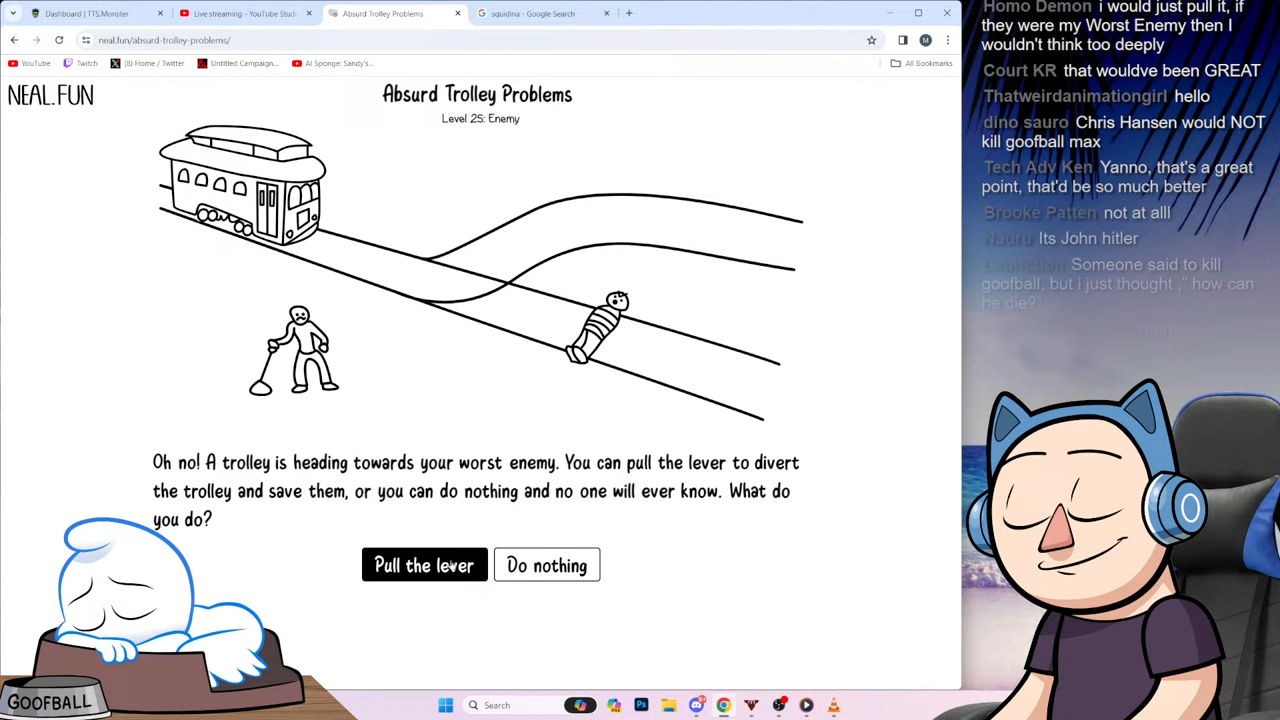 Dashboard | TTS.Monster
Live streaming - YouTube Studi
Absurd Trolley Problems
squidina - Google Search
neal.fun/absurd-trolley-problems/
M
YouTube
Twitch
(8) Home / Twitter
Untitled Campaign...
AI Sponge: Sandy's...
All Bookmarks
NEAL.FUN
Absurd Trolley Problems
Level 25: Enemy
Oh no! A trolley is heading towards your worst enemy. You can pull the lever to divert
the trolley and save them, or you can do nothing and no one will ever know. What do
you do?
Pull the lever
Do nothing
GOOFBALL
Search
Homo Demon i would just pull it, if
they were my Worst Enemy then I
wouldn't think too deeply
Court KR that wouldve been GREAT
Thatweirdanimationgirl hello
dino sauro Chris Hansen would NOT
kill goofball max
Tech Adv Ken Yanno, that's a great
point, that'd be so much better
Brooke Patten not at alll
Nauru Its John hitler
Someone said to kill
goofball, but i just thought ,” how can
he die?”